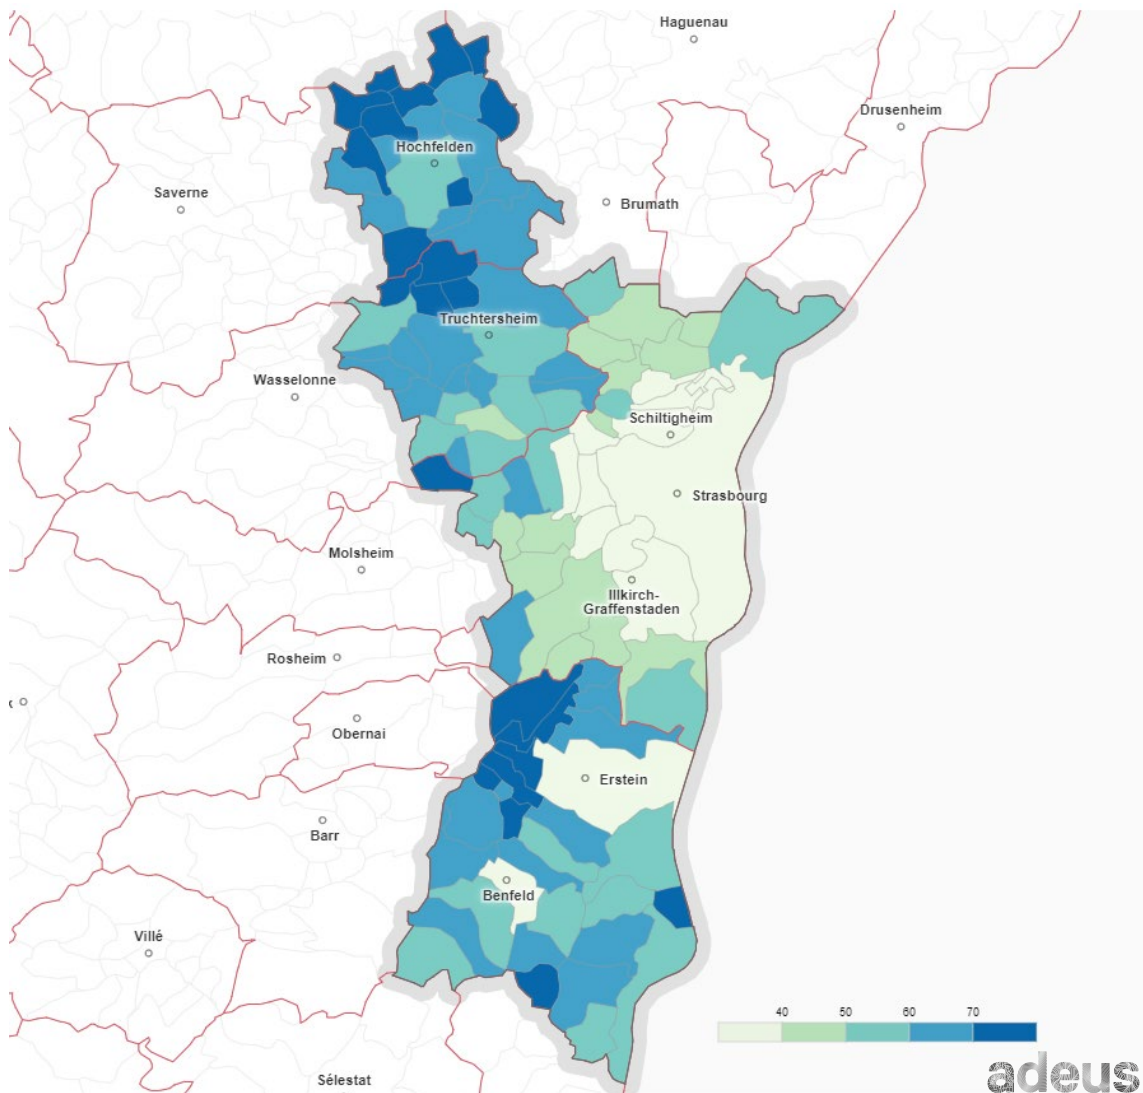 Haguenau
Drusenheim
Hochfelden
Saverne
Brumath
Truchtersheim
Wasselonne
Schiltigheim
Strasbourg
Molsheim
Illkirch-
Graffenstaden
Rosheim
Obernai
Erstein
Barr
Benfeld
Villé
40 50 60 70
Sélestat
adeus